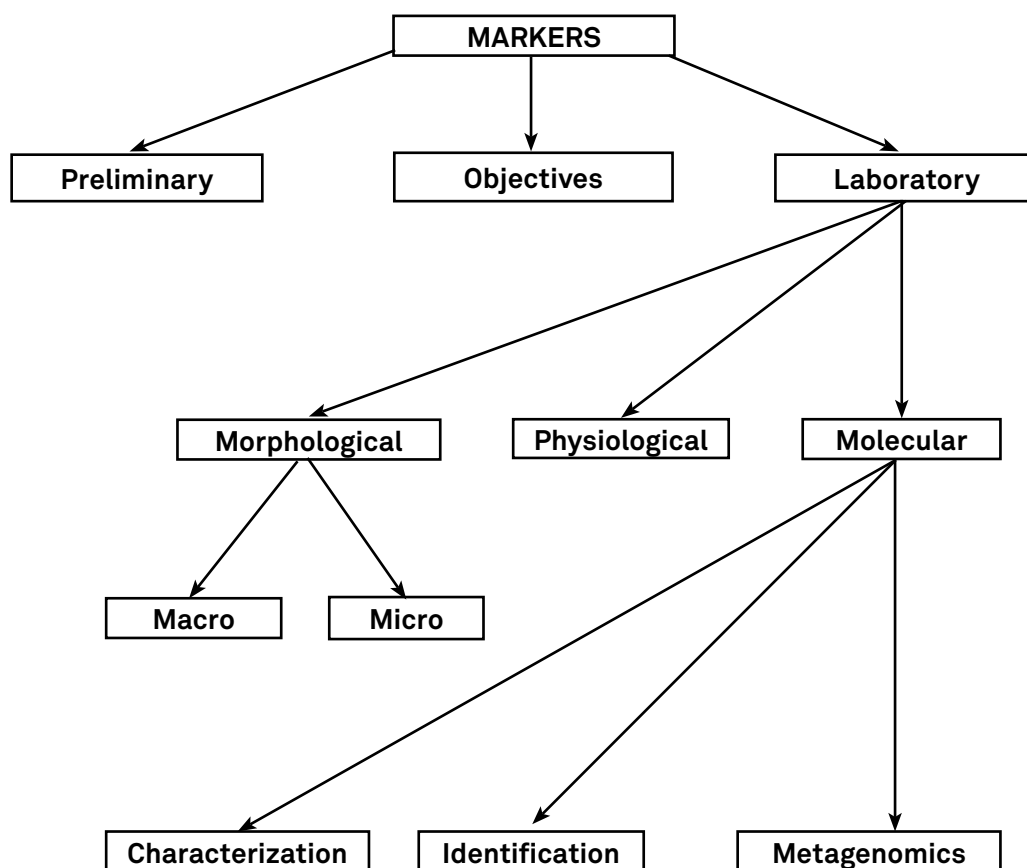 MARKERS
Preliminary
Objectives
Laboratory
Morphological
Physiological
Molecular
Macro
Micro
Characterization
Identification
Metagenomics